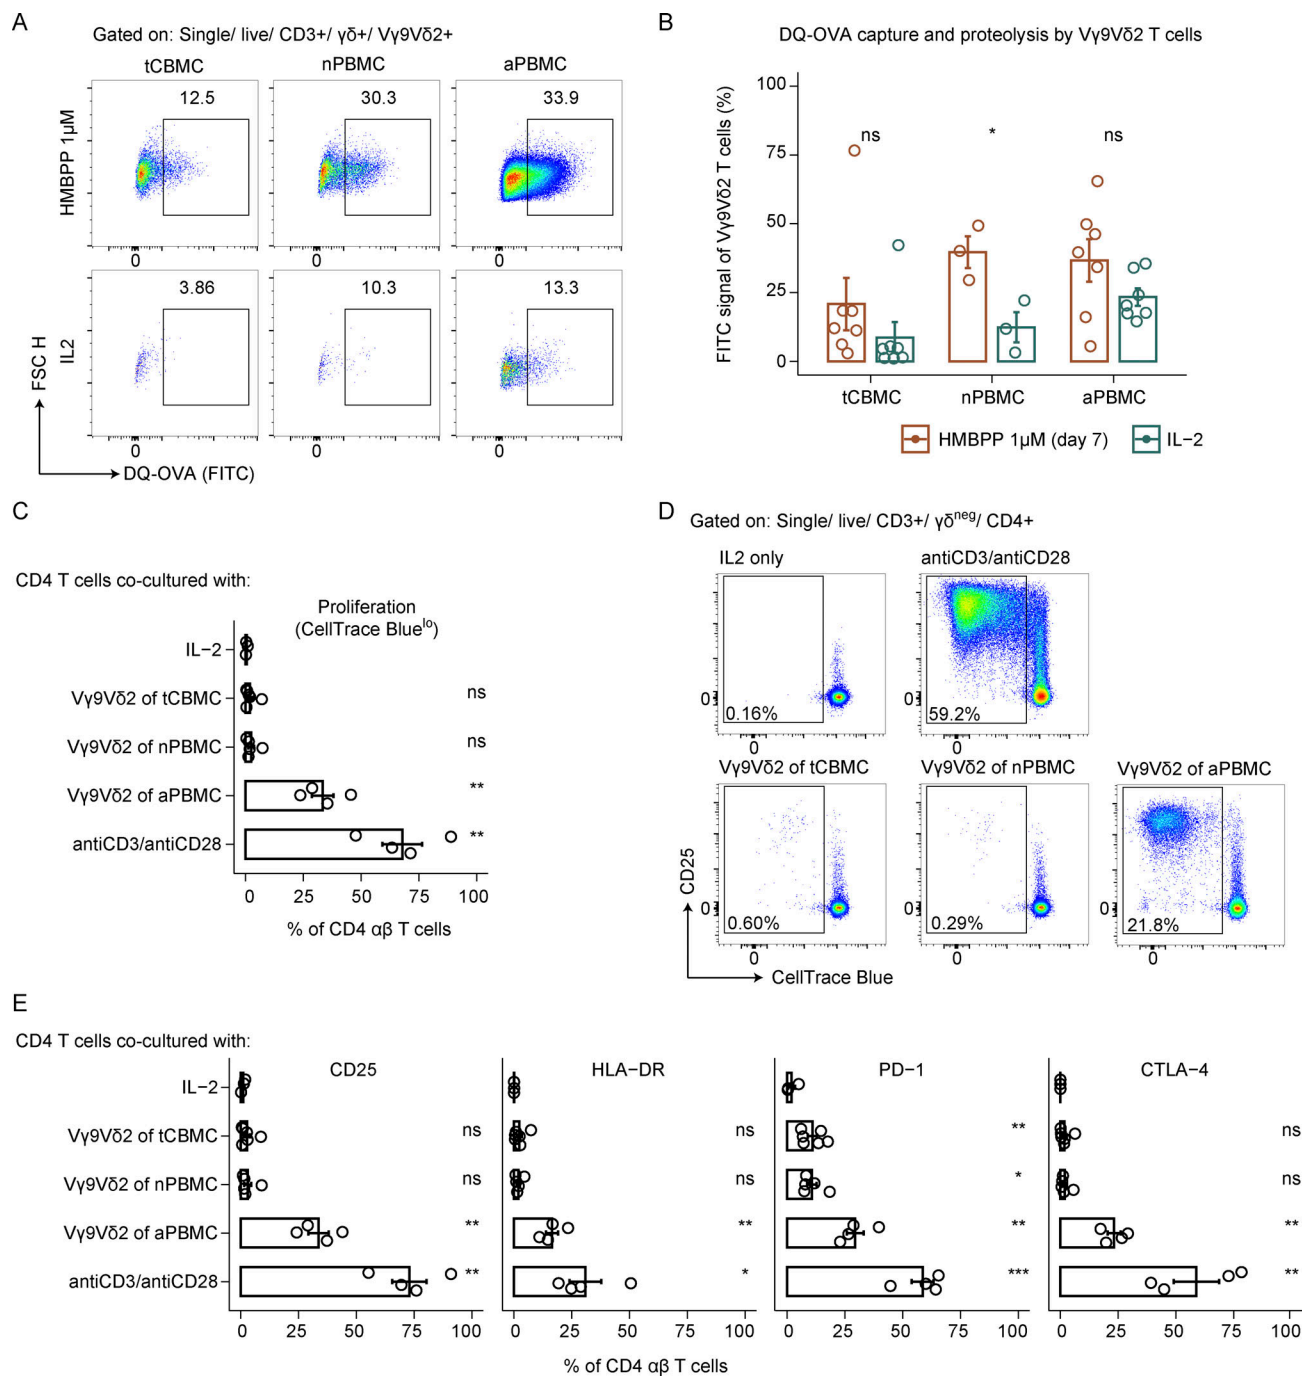 A
Gated on: Single/ live/ CD3+/ γδ+/ Vγ9Vδ2+
tCBMC
nPBMC
aPBMC
HMBPP 1µM
12.5
30.3
33.9
0
0
0
IL2
3.86
10.3
13.3
0
0
0
FSC H
DQ-OVA (FITC)
B
DQ-OVA capture and proteolysis by Vγ9Vδ2 T cells
FITC signal of Vγ9Vδ2 T cells (%)
100
75
50
25
0
ns
*
ns
tCBMC
nPBMC
aPBMC
HMBPP 1µM (day 7)
IL−2
C
CD4 T cells co-cultured with:
Proliferation
(CellTrace Blue^lo)
IL−2
Vγ9Vδ2 of tCBMC
ns
Vγ9Vδ2 of nPBMC
ns
Vγ9Vδ2 of aPBMC
**
antiCD3/antiCD28
**
0
25
50
75
100
% of CD4 αβ T cells
D
Gated on: Single/ live/ CD3+/ γδ^neg/ CD4+
IL2 only
antiCD3/antiCD28
0
0
0.16%
59.2%
0
0
Vγ9Vδ2 of tCBMC
Vγ9Vδ2 of nPBMC
Vγ9Vδ2 of aPBMC
0
0
0
0.60%
0.29%
21.8%
0
0
0
CD25
CellTrace Blue
E
CD4 T cells co-cultured with:
CD25
HLA−DR
PD−1
CTLA−4
IL−2
Vγ9Vδ2 of tCBMC
ns
ns
**
ns
Vγ9Vδ2 of nPBMC
ns
ns
*
ns
Vγ9Vδ2 of aPBMC
**
**
**
**
antiCD3/antiCD28
**
*
***
**
0 25 50 75 100
0 25 50 75 100
0 25 50 75 100
0 25 50 75 100
% of CD4 αβ T cells